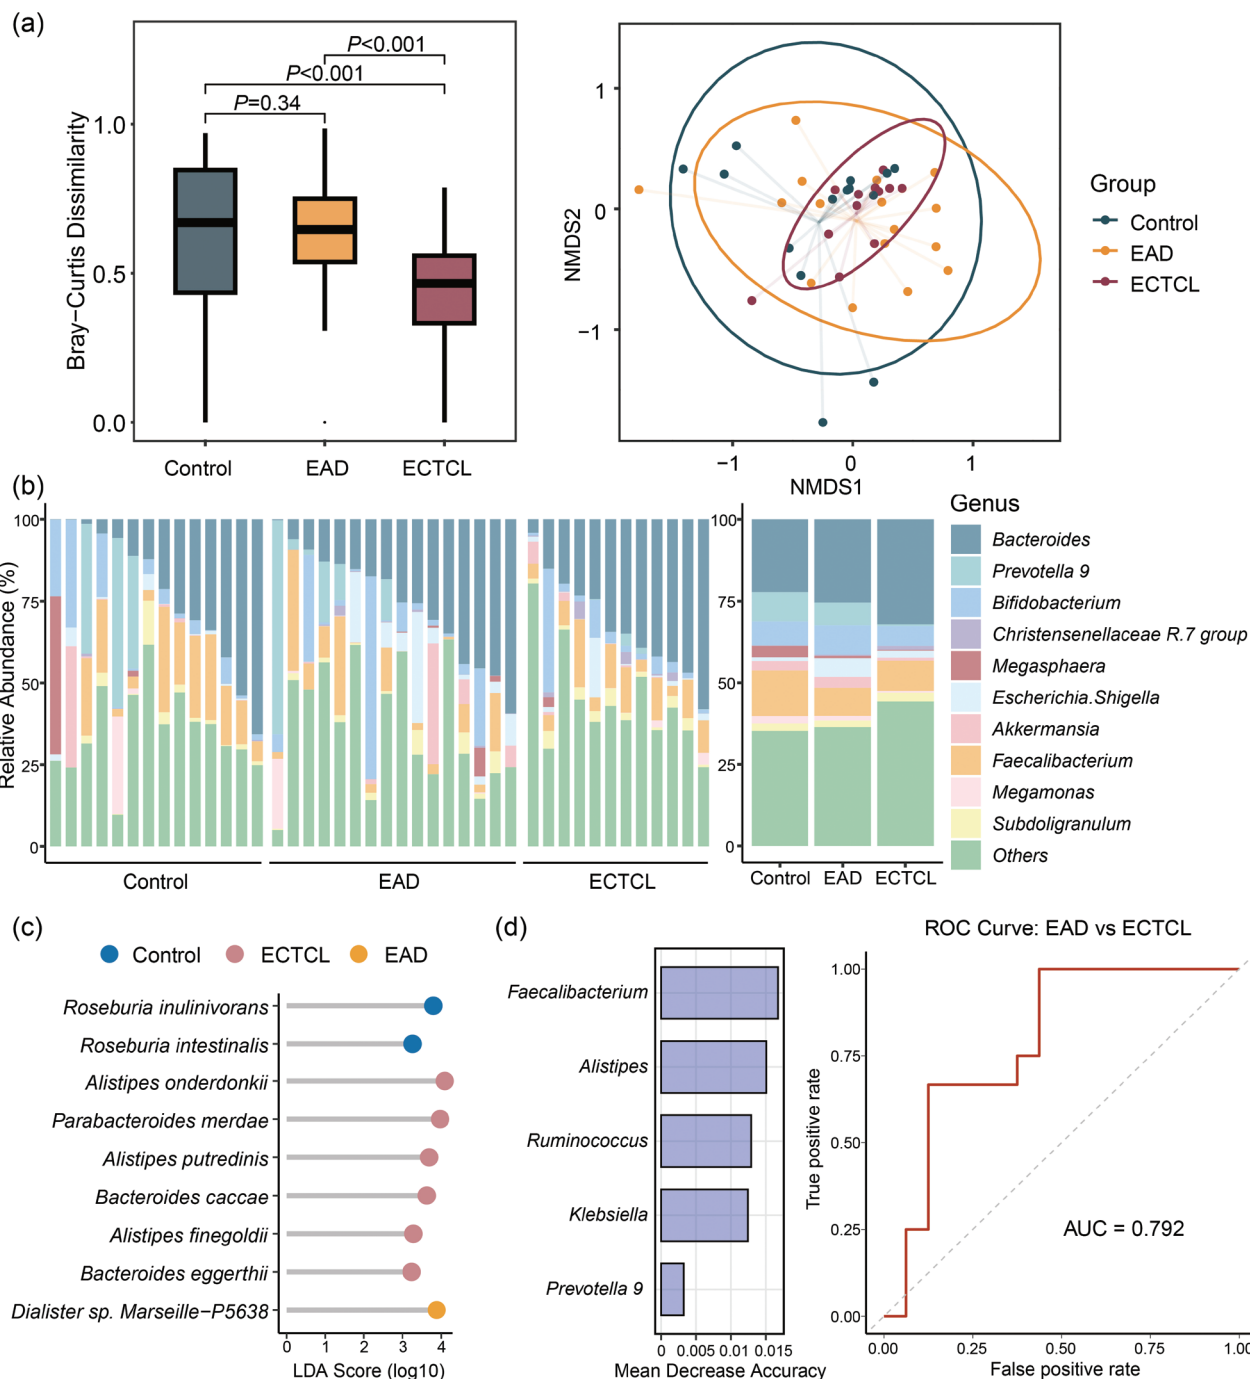 (a)
P<0.001
P<0.001
P=0.34
Bray−Curtis Dissimilarity
1.0
0.5
0.0
Control
EAD
ECTCL
NMDS2
1
0
−1
−1
0
1
NMDS1
Group
Control
EAD
ECTCL
(b)
Relative Abundance (%)
100
75
50
25
0
Control
EAD
ECTCL
100
75
50
25
0
Control
EAD
ECTCL
Genus
Bacteroides
Prevotella 9
Bifidobacterium
Christensenellaceae R.7 group
Megasphaera
Escherichia.Shigella
Akkermansia
Faecalibacterium
Megamonas
Subdoligranulum
Others
(c)
Control
ECTCL
EAD
Roseburia inulinivorans
Roseburia intestinalis
Alistipes onderdonkii
Parabacteroides merdae
Alistipes putredinis
Bacteroides caccae
Alistipes finegoldii
Bacteroides eggerthii
Dialister sp. Marseille−P5638
0 1 2 3 4
LDA Score (log10)
(d)
Faecalibacterium
Alistipes
Ruminococcus
Klebsiella
Prevotella 9
0 0.005 0.01 0.015
Mean Decrease Accuracy
ROC Curve: EAD vs ECTCL
True positive rate
1.00
0.75
0.50
0.25
0.00
AUC = 0.792
0.00 0.25 0.50 0.75 1.00
False positive rate